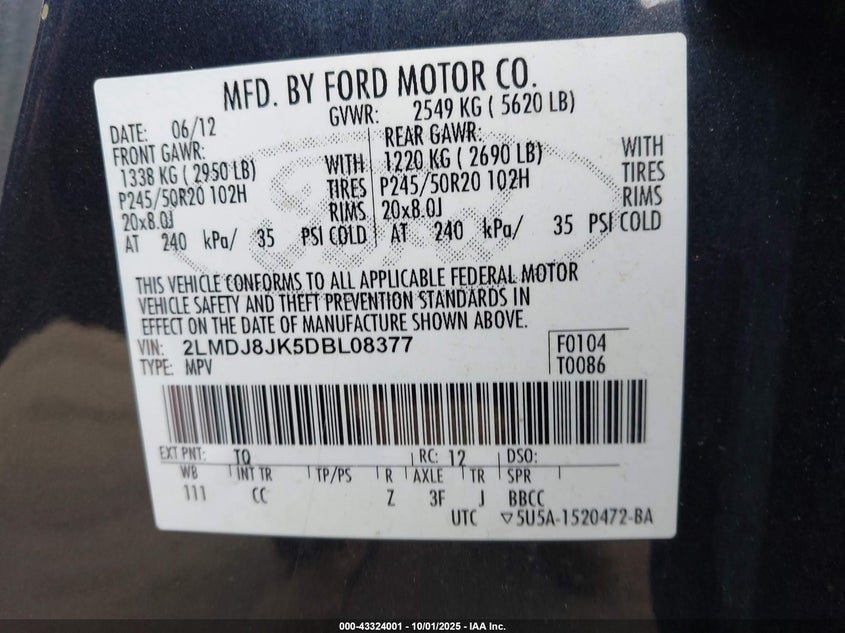 MFD. BY FORD MOTOR CO.
DATE: 06/12 GVWR: 2549 KG ( 5620 LB)
FRONT GAWR: REAR GAWR:
1338 KG ( 2950 LB) WITH 1220 KG ( 2690 LB) WITH
P245/50R20 102H TIRES P245/50R20 102H TIRES
20x8.0J RIMS 20x8.0J RIMS
AT 240 kPa/ 35 PSI COLD AT 240 kPa/ 35 PSI COLD
THIS VEHICLE CONFORMS TO ALL APPLICABLE FEDERAL MOTOR
VEHICLE SAFETY AND THEFT PREVENTION STANDARDS IN
EFFECT ON THE DATE OF MANUFACTURE SHOWN ABOVE.
VIN: 2LMDJ8JK5DBL08377 F0104
TYPE: MPV T0086
EXT PNT: TQ RC: 12 DSO:
WB INT TR TP/PS R AXLE TR SPR
111 CC Z 3F J BBCC
UTC ▽5U5A-1520472-BA
000-43324001 - 10/01/2025 - IAA Inc.